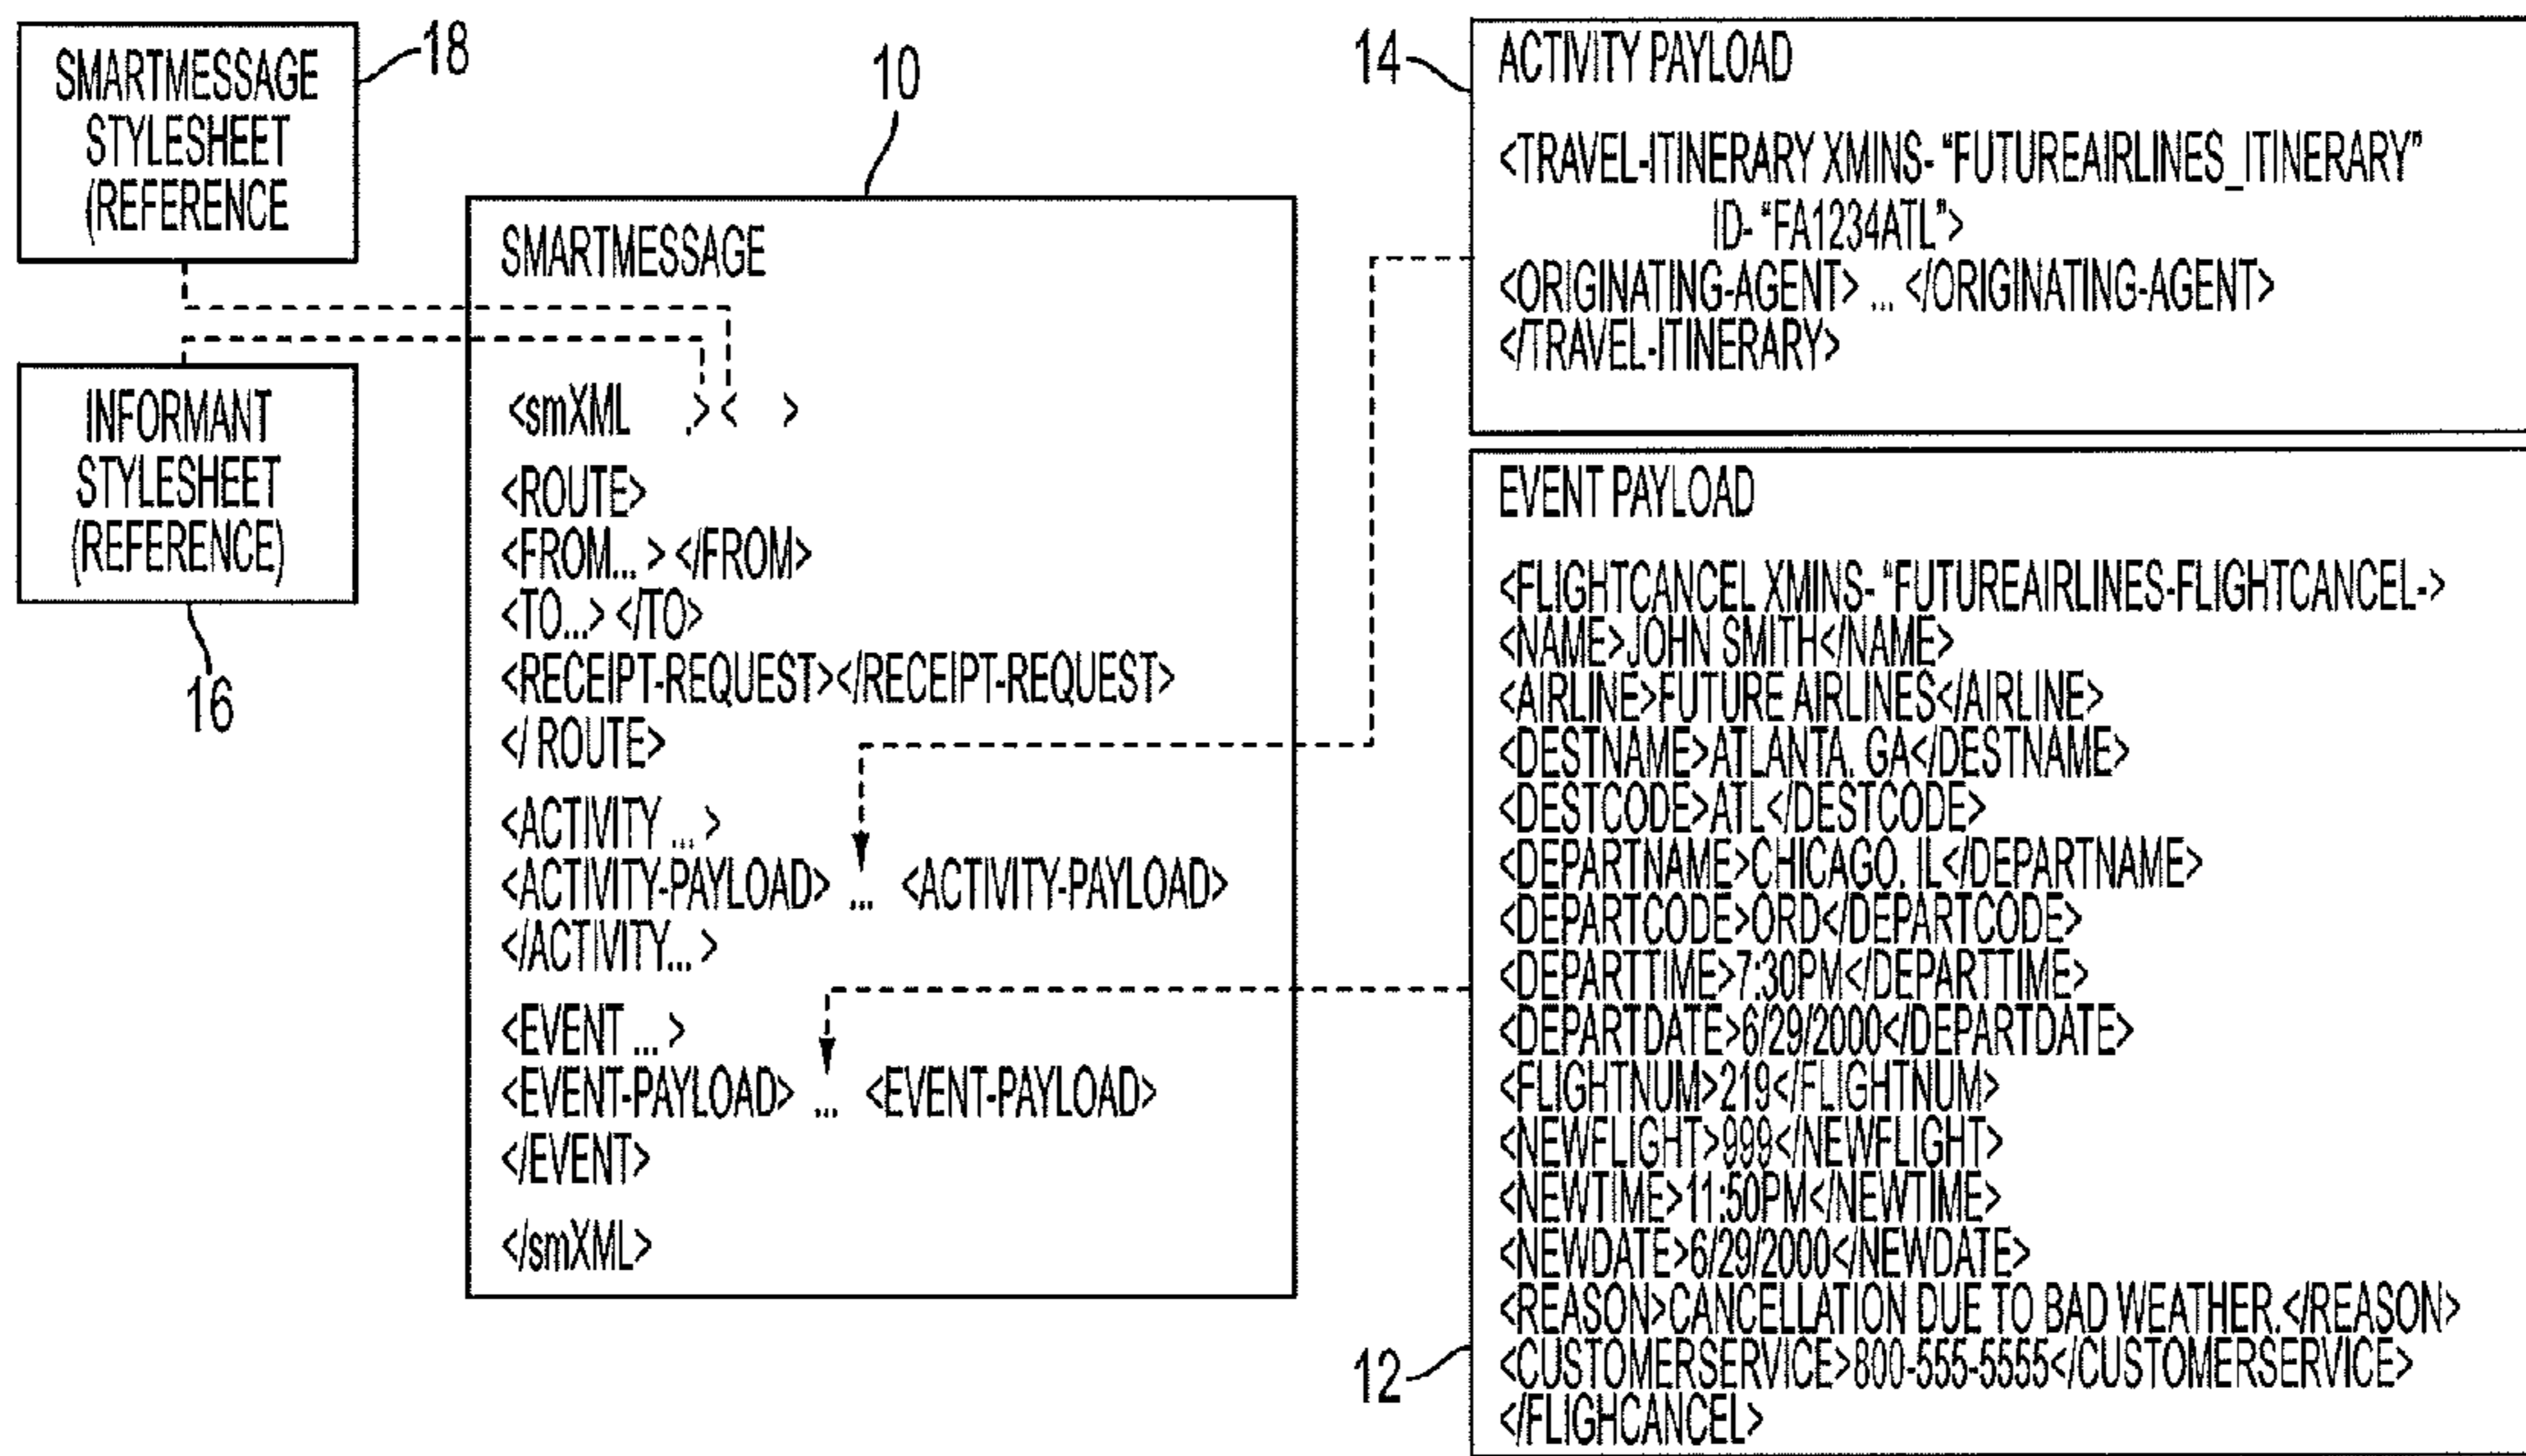 SMARTMESSAGE
STYLESHEET
(REFERENCE
18
INFORMANT
STYLESHEET
(REFERENCE)
16
10
SMARTMESSAGE
<smXML .> < >
<ROUTE>
<FROM... > </FROM>
<TO...> </TO>
<RECEIPT-REQUEST></RECEIPT-REQUEST>
</ ROUTE>
<ACTIVITY ... >
<ACTIVITY-PAYLOAD> ... <ACTIVITY-PAYLOAD>
</ACTIVITY... >
<EVENT ... >
<EVENT-PAYLOAD> ... <EVENT-PAYLOAD>
</EVENT>
</smXML>
14
ACTIVITY PAYLOAD
<TRAVEL-ITINERARY XMINS- “FUTUREAIRLINES_ITINERARY”
ID- “FA1234ATL”>
<ORIGINATING-AGENT> ... </ORIGINATING-AGENT>
</TRAVEL-ITINERARY>
12
EVENT PAYLOAD
<FLIGHTCANCEL XMINS- “FUTUREAIRLINES-FLIGHTCANCEL->
<NAME>JOHN SMITH</NAME>
<AIRLINE>FUTURE AIRLINES</AIRLINE>
<DESTNAME>ATLANTA. GA</DESTNAME>
<DESTCODE>ATL</DESTCODE>
<DEPARTNAME>CHICAGO. IL</DEPARTNAME>
<DEPARTCODE>ORD</DEPARTCODE>
<DEPARTTIME>7:30PM</DEPARTTIME>
<DEPARTDATE>6/29/2000</DEPARTDATE>
<FLIGHTNUM>219</FLIGHTNUM>
<NEWFLIGHT>999</NEWFLIGHT>
<NEWTIME>11:50PM</NEWTIME>
<NEWDATE>6/29/2000</NEWDATE>
<REASON>CANCELLATION DUE TO BAD WEATHER.</REASON>
<CUSTOMERSERVICE>800-555-5555</CUSTOMERSERVICE>
</FLIGHCANCEL>